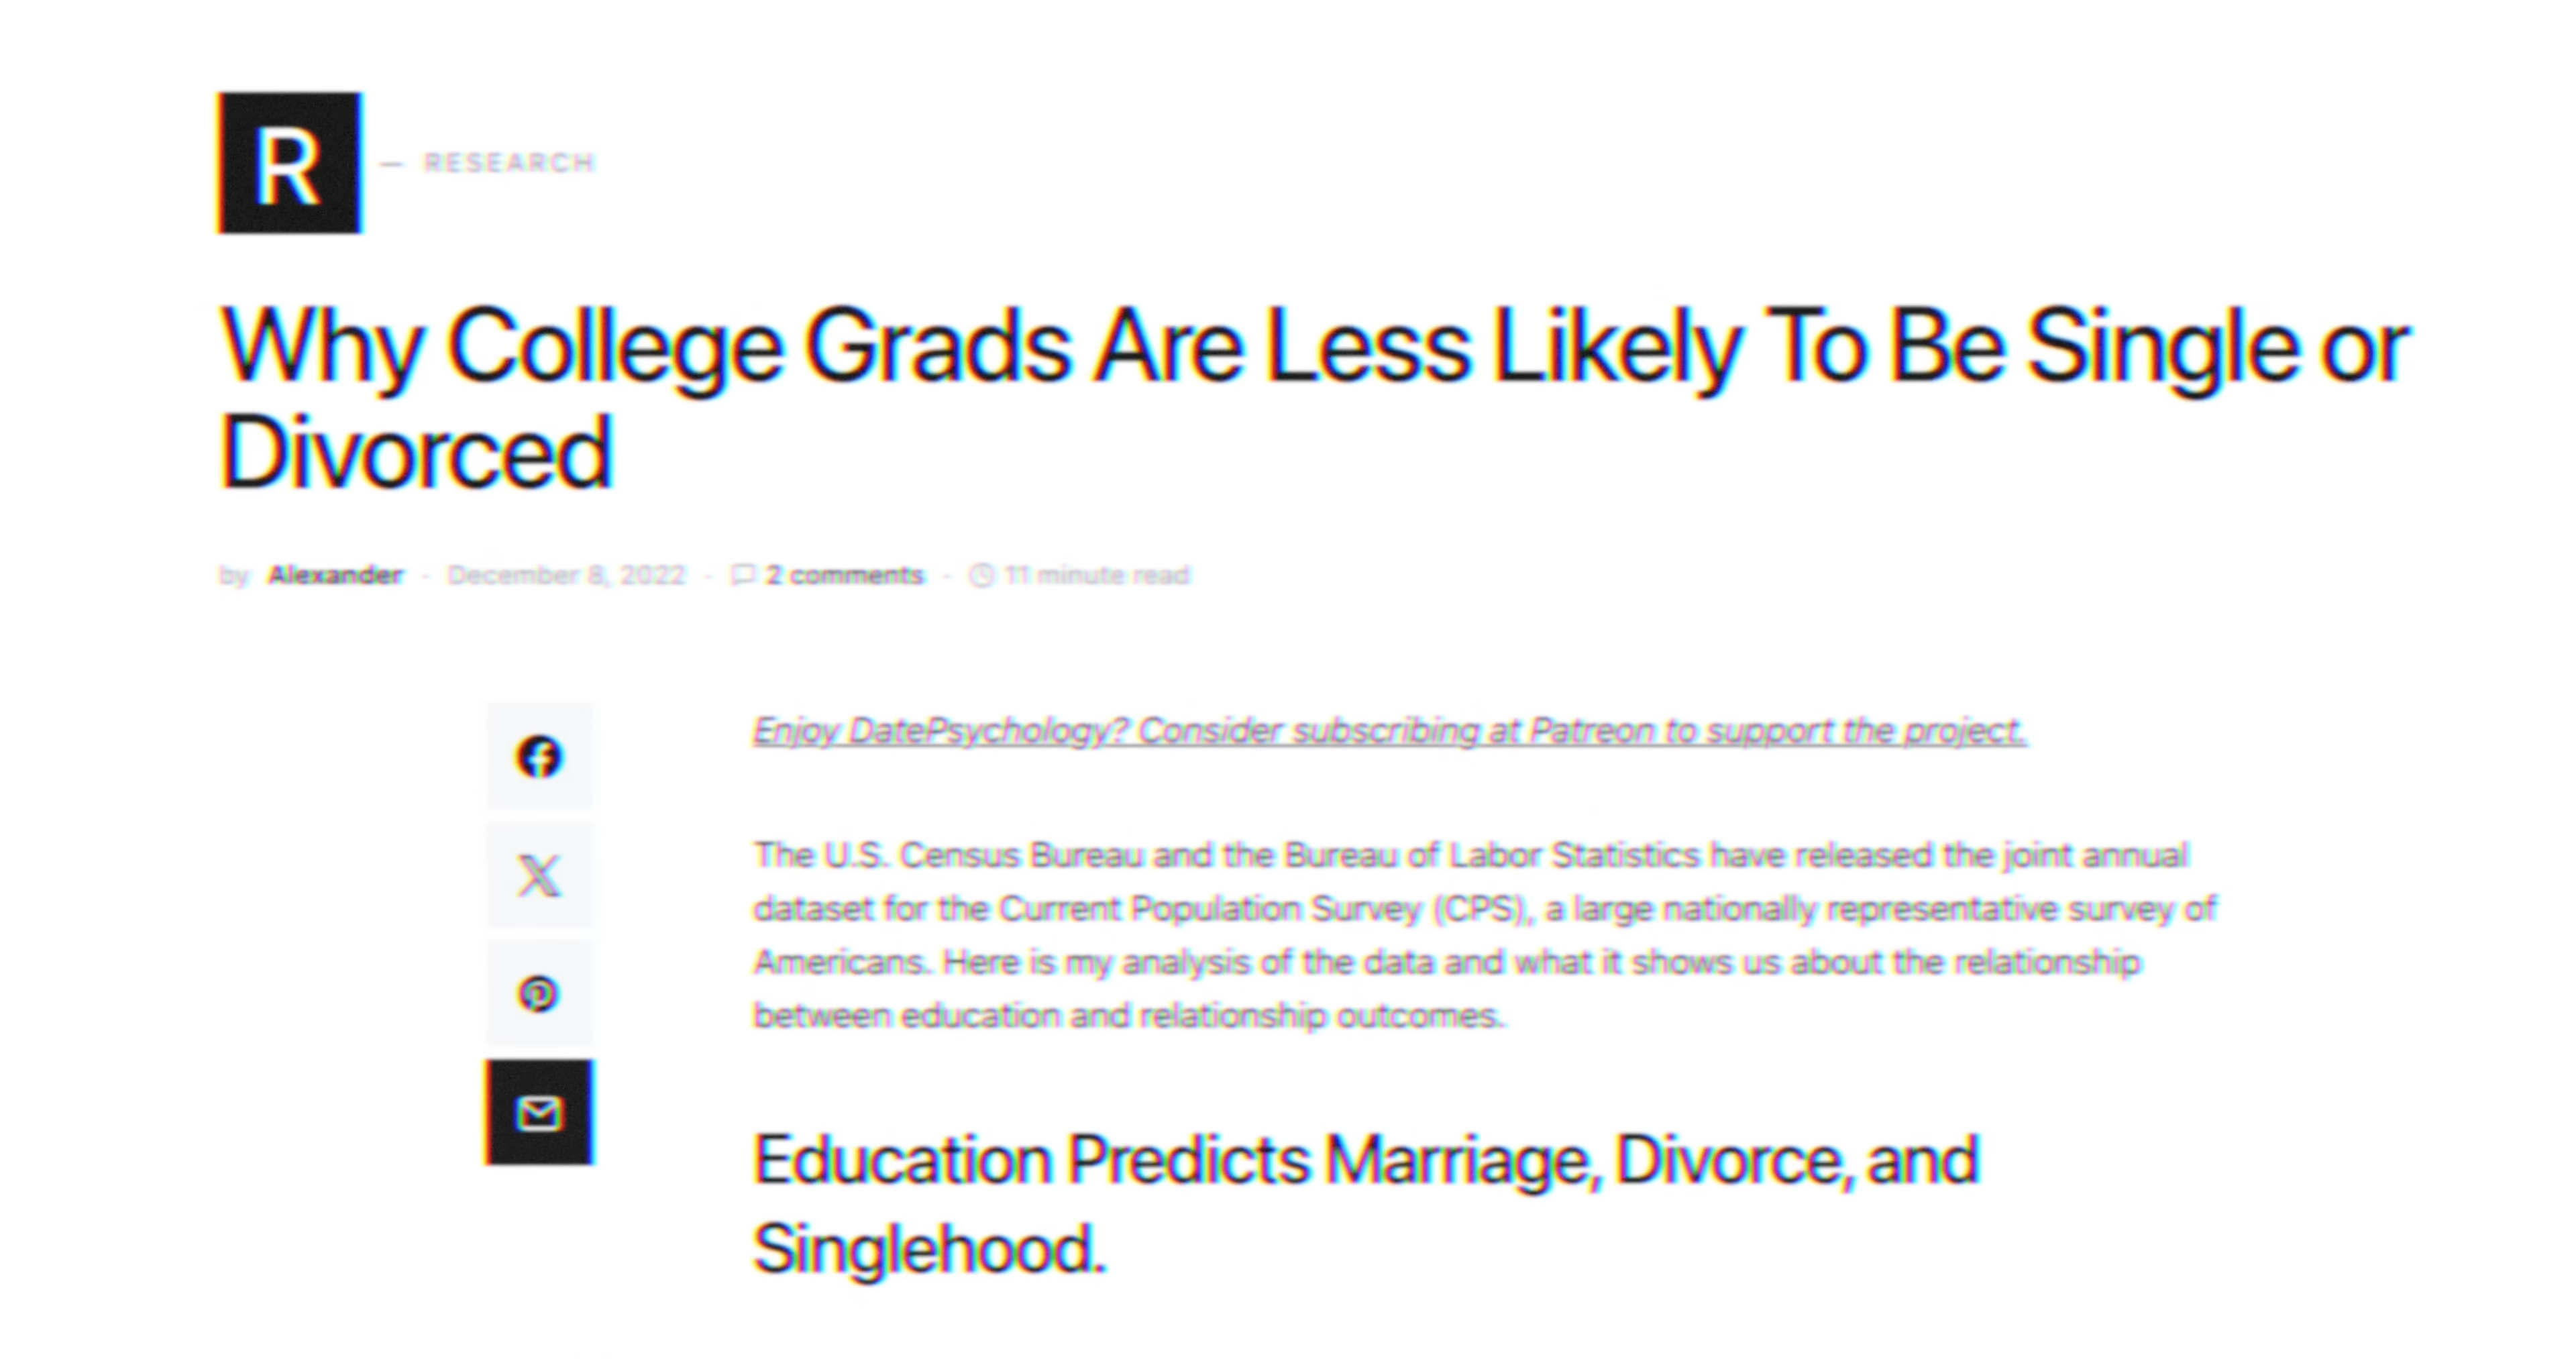 R — RESEARCH
Why College Grads Are Less Likely To Be Single or
Divorced
by Alexander · December 8, 2022 · 2 comments · 11 minute read
Enjoy DatePsychology? Consider subscribing at Patreon to support the project.
The U.S. Census Bureau and the Bureau of Labor Statistics have released the joint annual
dataset for the Current Population Survey (CPS), a large nationally representative survey of
Americans. Here is my analysis of the data and what it shows us about the relationship
between education and relationship outcomes.
Education Predicts Marriage, Divorce, and
Singlehood.